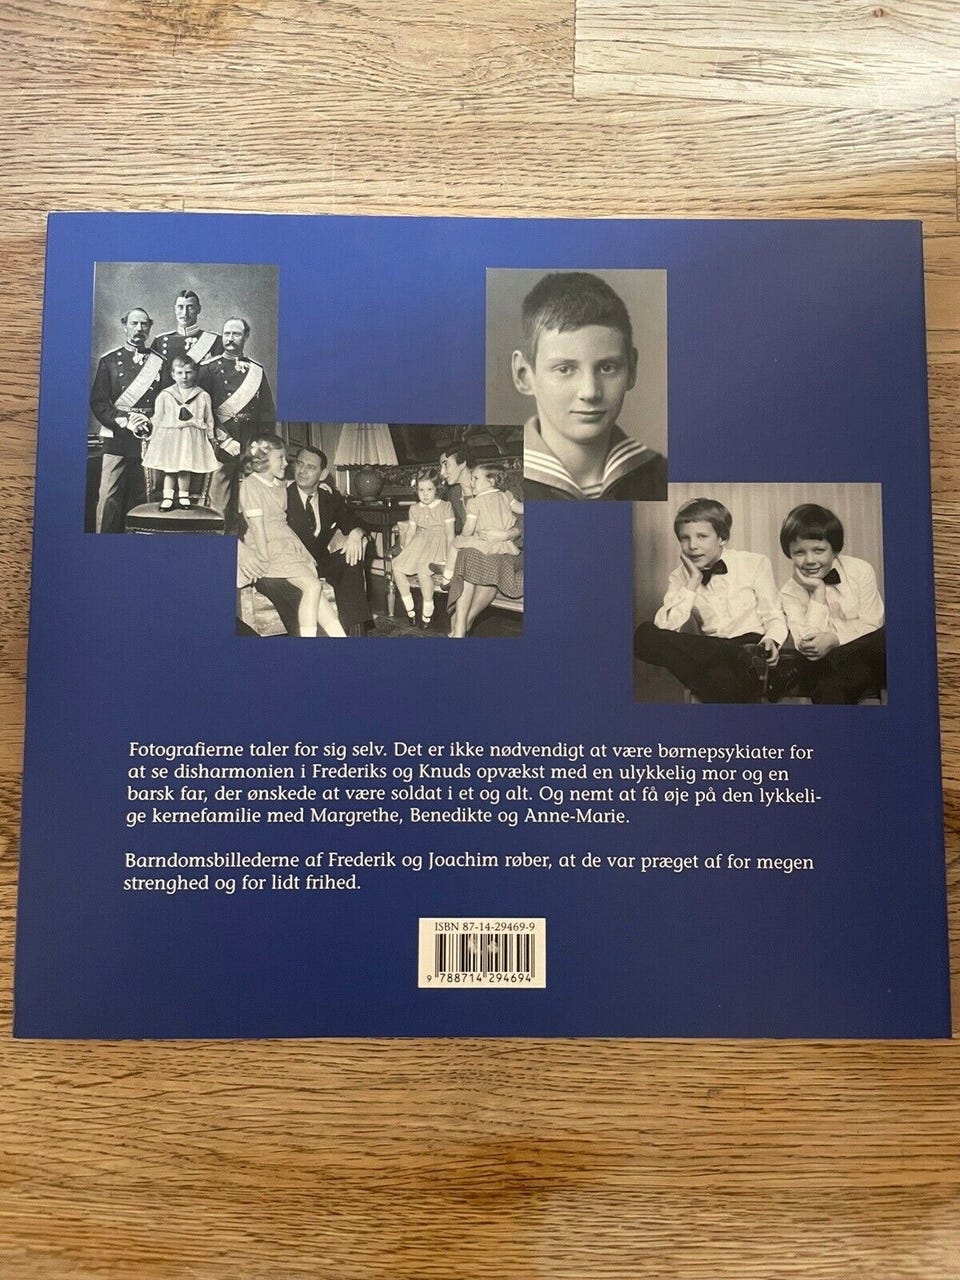 Fotografierne taler for sig selv. Det er ikke nødvendigt at være børnepsykiater for
at se disharmonien i Frederiks og Knuds opvækst med en ulykkelig mor og en
barsk far, der ønskede at være soldat i et og alt. Og nemt at få øje på den lykkeli-
ge kernefamilie med Margrethe, Benedikte og Anne-Marie.
Barndomsbillederne af Frederik og Joachim røber, at de var præget af for megen
strenghed og for lidt frihed.
ISBN 87-14-29469-9
9 788714 294694